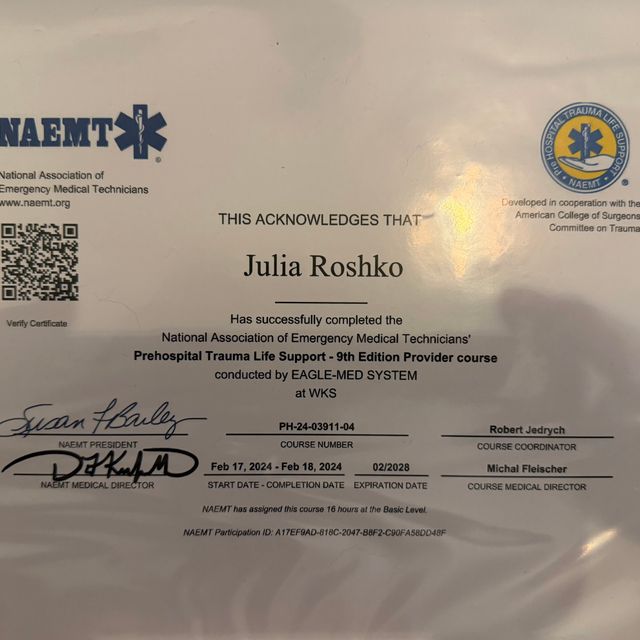 NAEMT
National Association of
Emergency Medical Technicians
www.naemt.org
Verify Certificate
PREHOSPITAL TRAUMA LIFE SUPPORT
NAEMT
Developed in cooperation with the
American College of Surgeons
Committee on Trauma
THIS ACKNOWLEDGES THAT
Julia Roshko
Has successfully completed the
National Association of Emergency Medical Technicians'
Prehospital Trauma Life Support - 9th Edition Provider course
conducted by EAGLE-MED SYSTEM
at WKS
Susan F Bailey
NAEMT PRESIDENT
NAEMT MEDICAL DIRECTOR
PH-24-03911-04
COURSE NUMBER
Robert Jedrych
COURSE COORDINATOR
Feb 17, 2024 - Feb 18, 2024 02/2028
START DATE - COMPLETION DATE EXPIRATION DATE
Michal Fleischer
COURSE MEDICAL DIRECTOR
NAEMT has assigned this course 16 hours at the Basic Level.
NAEMT Participation ID: A17EF9AD-818C-2047-B8F2-C90FA58DD48F